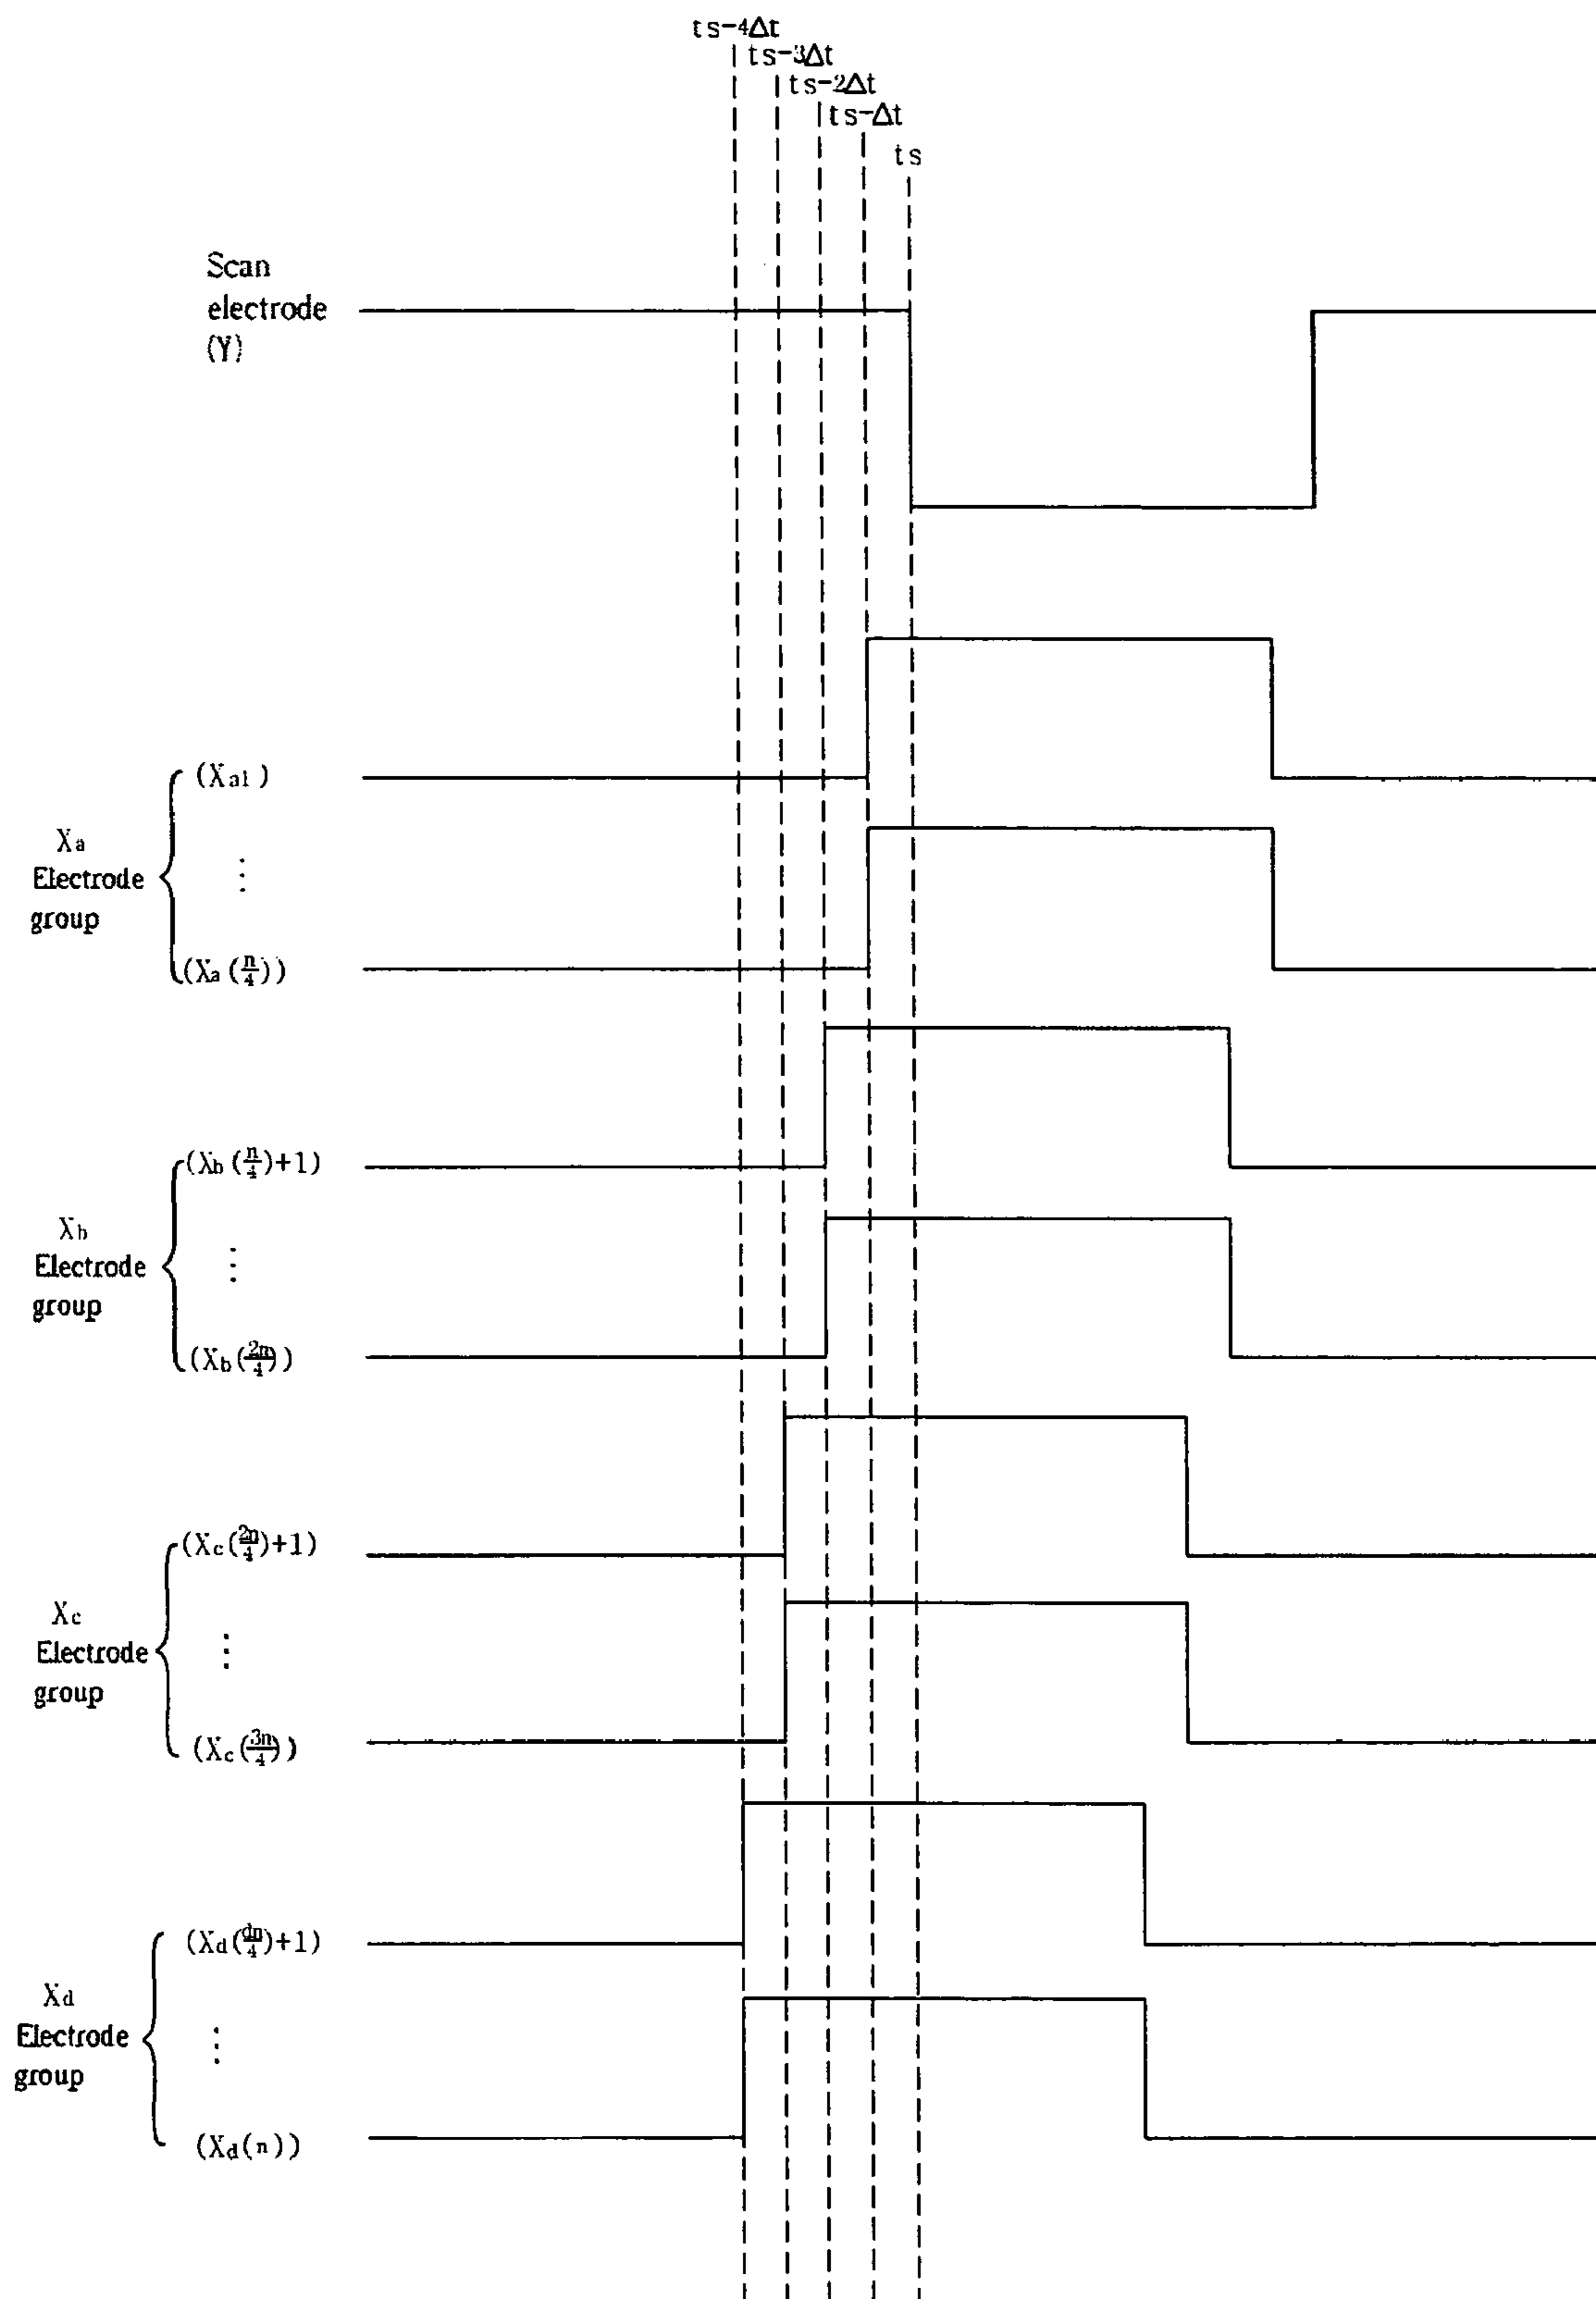 ts-4Δt
ts-3Δt
ts-2Δt
ts-Δt
ts
Scan
electrode
(Y)
(Xa1)
Xa
Electrode
group
⋮
(Xa(n/4))
(Xb(n/4)+1)
Xb
Electrode
group
⋮
(Xb(2n/4))
(Xc(2n/4)+1)
Xc
Electrode
group
⋮
(Xc(3n/4))
(Xd(dn/4)+1)
Xd
Electrode
group
⋮
(Xd(n))